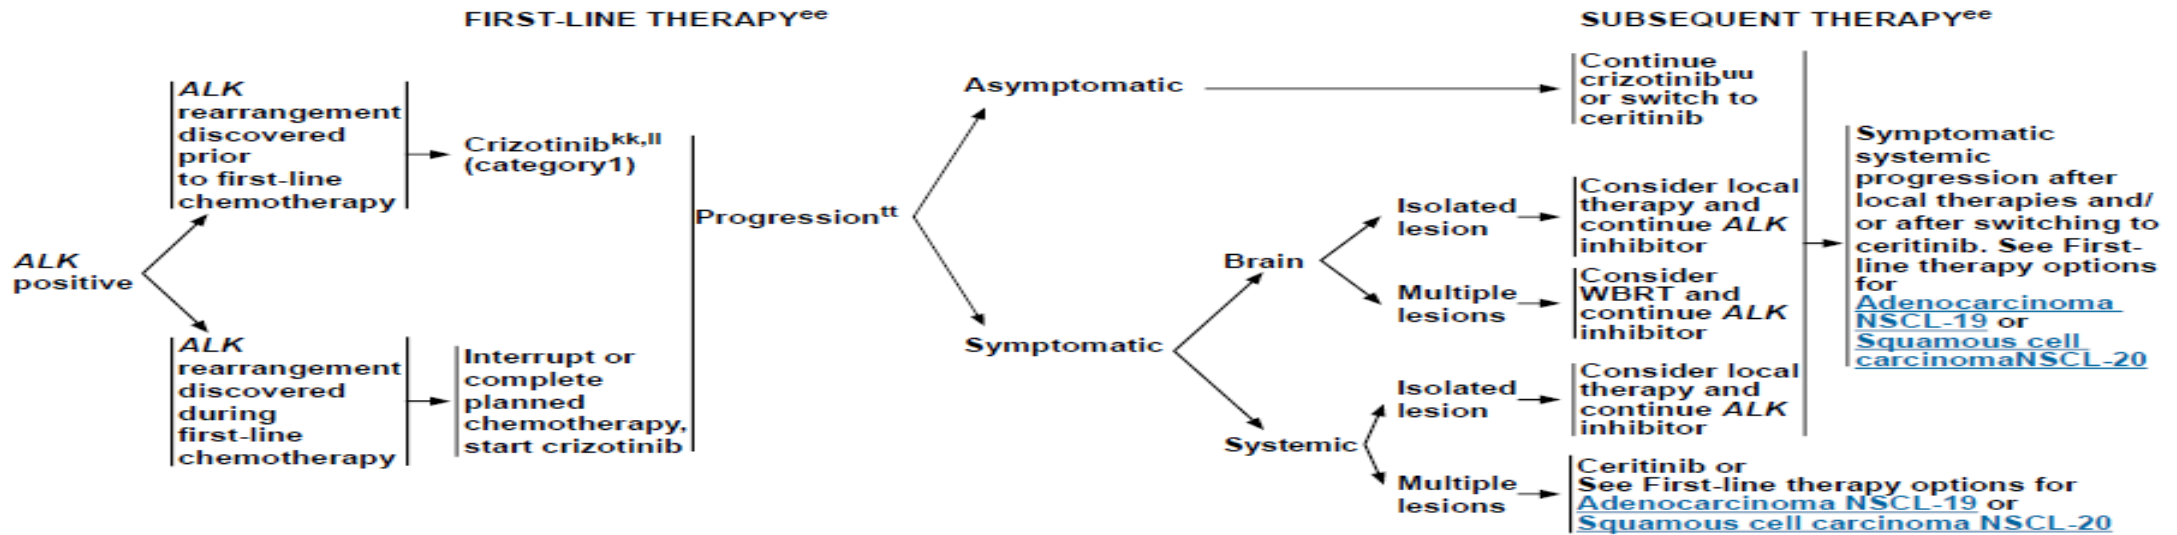 FIRST-LINE THERAPYee
SUBSEQUENT THERAPYee
ALK
positive
ALK
rearrangement
discovered
prior
to first-line
chemotherapy
Crizotinibkk,ll
(category1)
ALK
rearrangement
discovered
during
first-line
chemotherapy
Interrupt or
complete
planned
chemotherapy,
start crizotinib
Progressiontt
Asymptomatic
Continue
crizotinibuu
or switch to
ceritinib
Symptomatic
Brain
Isolated
lesion
Consider local
therapy and
continue ALK
inhibitor
Multiple
lesions
Consider
WBRT and
continue ALK
inhibitor
Systemic
Isolated
lesion
Consider local
therapy and
continue ALK
inhibitor
Multiple
lesions
Ceritinib or
See First-line therapy options for
Adenocarcinoma NSCL-19 or
Squamous cell carcinoma NSCL-20
Symptomatic
systemic
progression after
local therapies and/
or after switching to
ceritinib. See First-
line therapy options
for
Adenocarcinoma
NSCL-19 or
Squamous cell
carcinomaNSCL-20